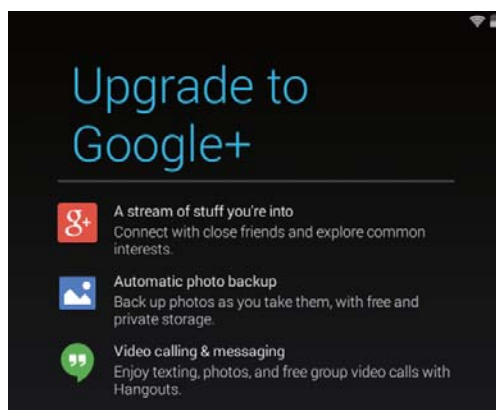 Upgrade to
Google+
g+
A stream of stuff you're into
Connect with close friends and explore common
interests.
Automatic photo backup
Back up photos as you take them, with free and
private storage.
Video calling & messaging
Enjoy texting, photos, and free group video calls with
Hangouts.